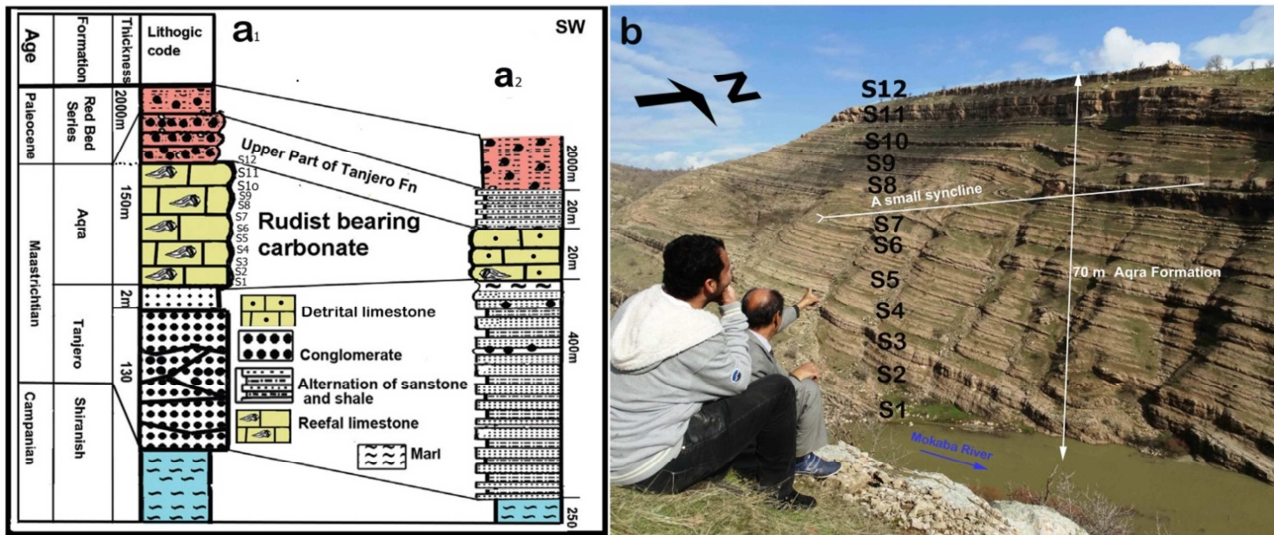 Age
Formation
Thickness
Lithogic
code
a1
SW
a2
Paleocene
Red Bed
Series
2000m
Maastrichtian
Aqra
150m
Tanjero
2m
130
Campanian
Shiranish
S12
S11
S1o
S9
S8
S7
S6
S5
S4
S3
S2
S1
Upper Part of Tanjero Fn
Rudist bearing
carbonate
2000m
20m
20m
400m
250
Detrital limestone
Conglomerate
Alternation of sanstone
and shale
Reefal limestone
Marl
b
N
S12
S11
S10
S9
S8
A small syncline
S7
S6
S5
70 m Aqra Formation
S4
S3
S2
S1
Mokaba River